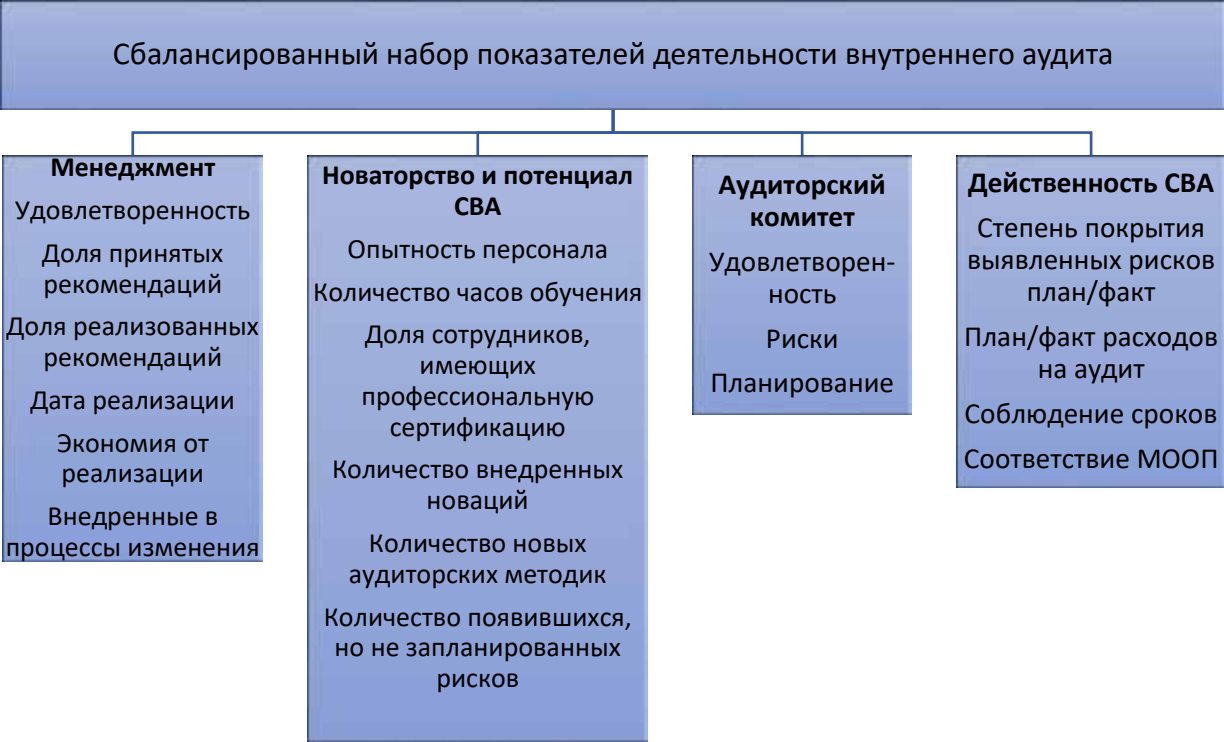 Сбалансированный набор показателей деятельности внутреннего аудита
Менеджмент
Удовлетворенность
Доля принятых
рекомендаций
Доля реализованных
рекомендаций
Дата реализации
Экономия от
реализации
Внедренные в
процессы изменения
Новаторство и потенциал
СВА
Опытность персонала
Количество часов обучения
Доля сотрудников,
имеющих
профессиональную
сертификацию
Количество внедренных
новаций
Количество новых
аудиторских методик
Количество появившихся,
но не запланированных
рисков
Аудиторский
комитет
Удовлетворен-
ность
Риски
Планирование
Действенность СВА
Степень покрытия
выявленных рисков
план/факт
План/факт расходов
на аудит
Соблюдение сроков
Соответствие МООП